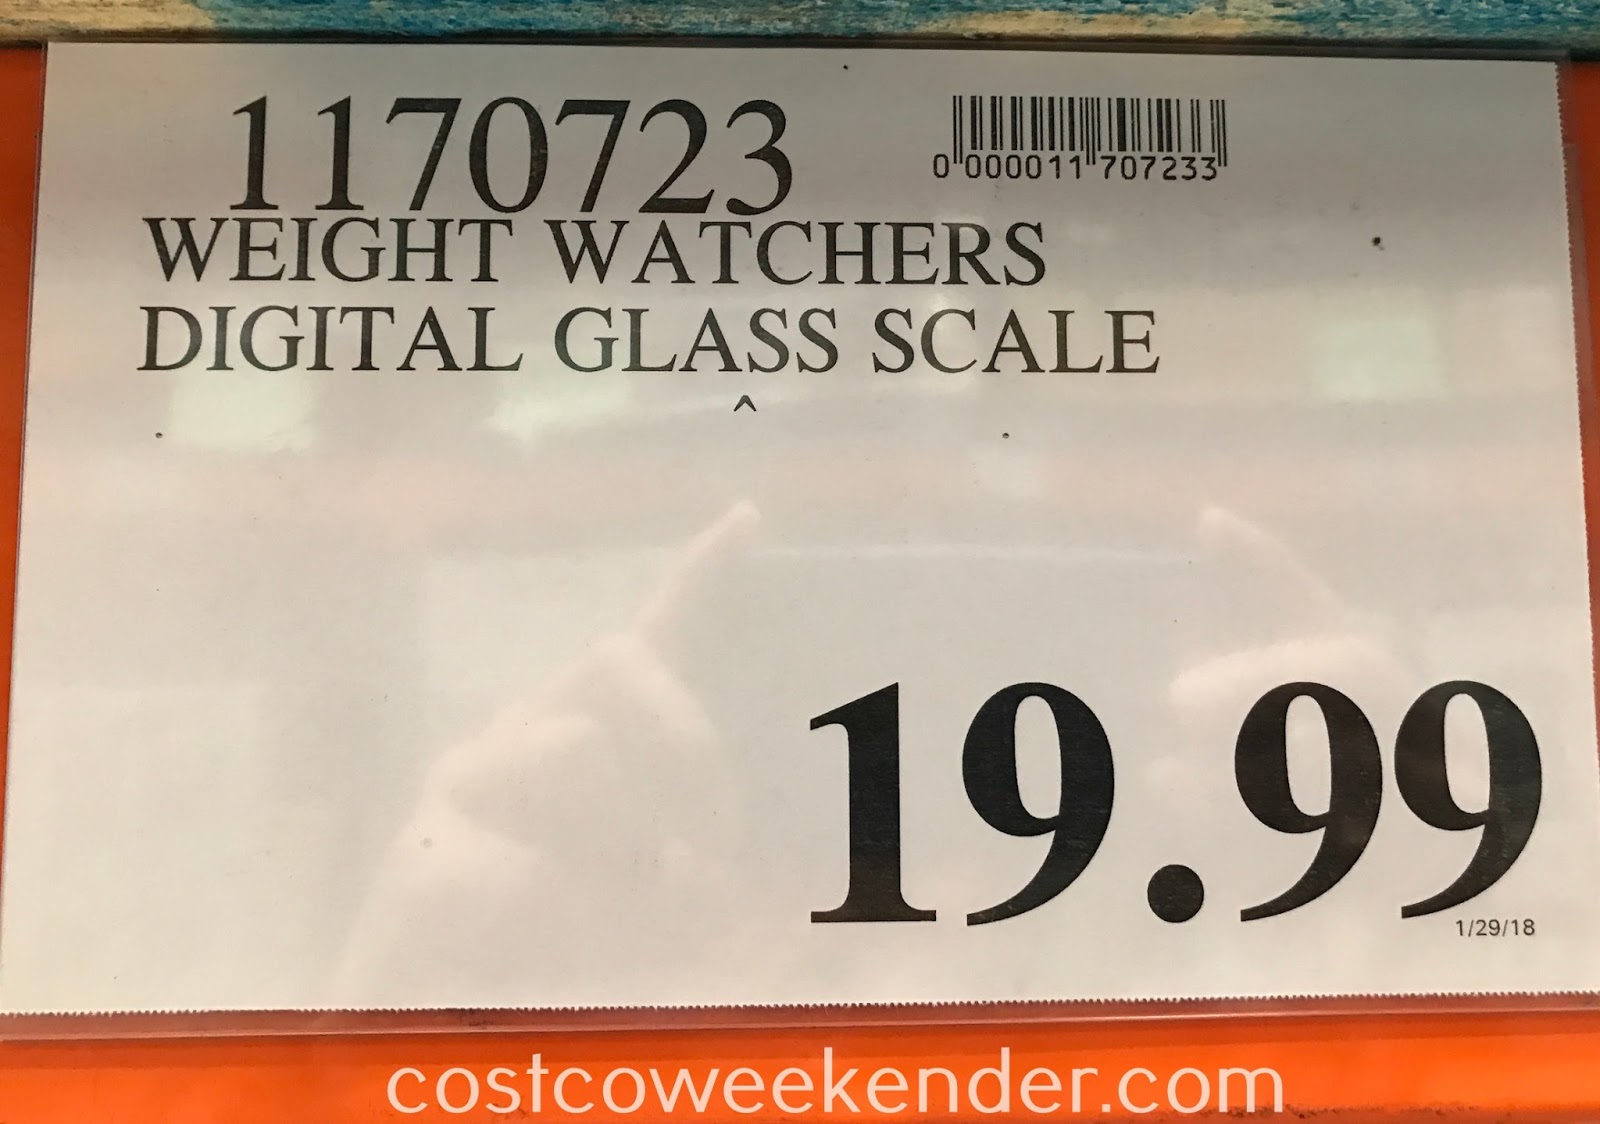 1170723
0 000011 707233
WEIGHT WATCHERS
DIGITAL GLASS SCALE
^
19.99
1/29/18
costcoweekender.com